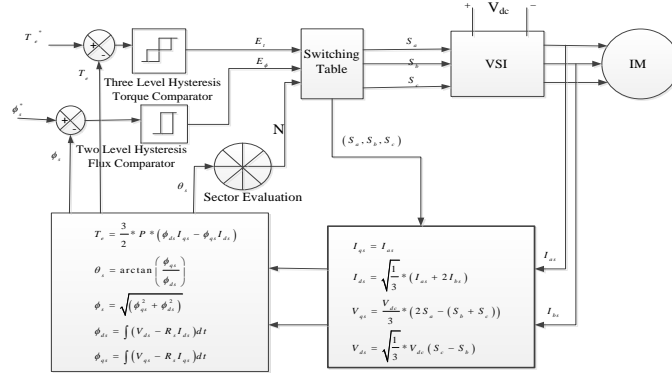 + V_dc −
T_e^*
+
-
T_e
E_t
E_ϕ
Switching
Table
S_a
S_b
S_c
VSI
IM
Three Level Hysteresis
Torque Comparator
ϕ_s^*
+
-
ϕ_s
Two Level Hysteresis
Flux Comparator
N
θ_s
Sector Evaluation
(S_a, S_b, S_c)
T_e = 3/2 * P * (ϕ_ds I_qs − ϕ_qs I_ds)
θ_s = arctan (ϕ_qs / ϕ_ds)
ϕ_s = √(ϕ_qs^2 + ϕ_ds^2)
ϕ_ds = ∫ (V_ds − R_s I_ds) dt
ϕ_qs = ∫ (V_qs − R_s I_qs) dt
I_qs = I_as
I_ds = √(1/3) * (I_as + 2I_bs)
V_qs = V_dc/3 * (2S_a − (S_b + S_c))
V_ds = √(1/3) * V_dc (S_c − S_b)
I_as
I_bs